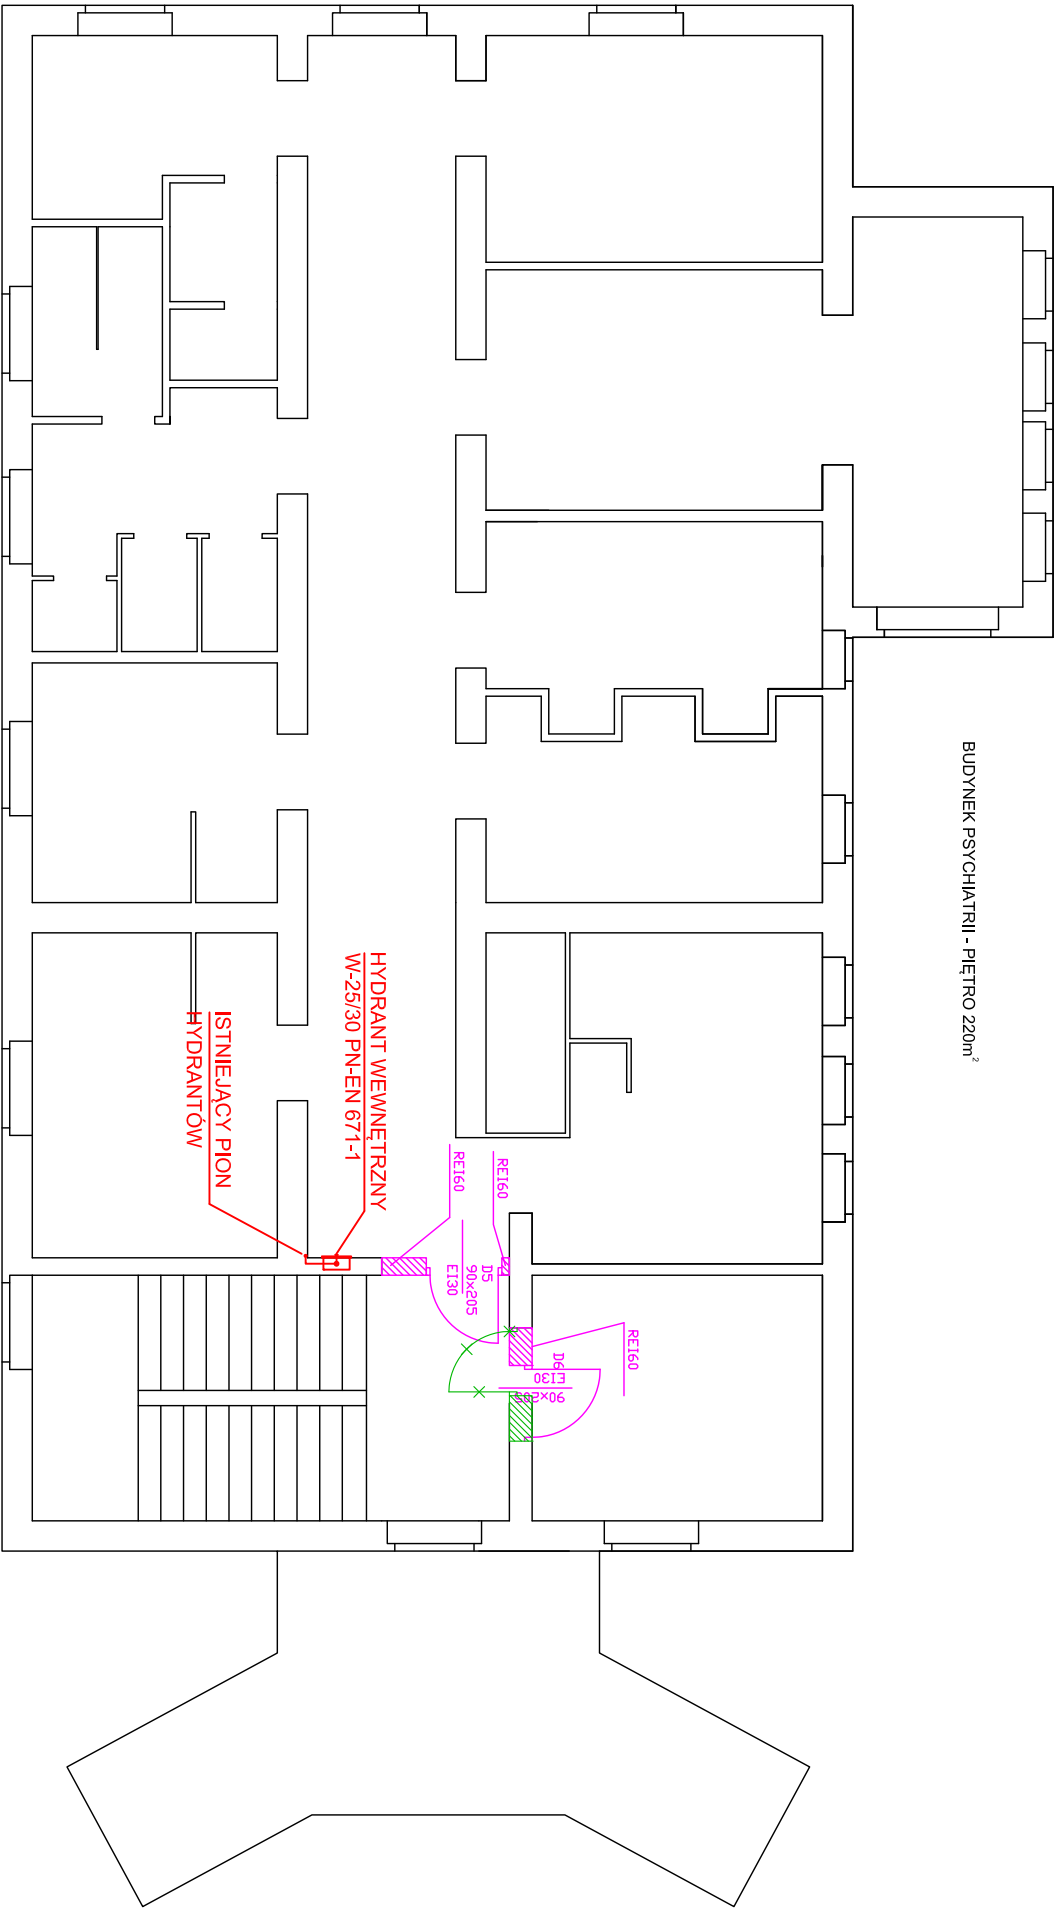 BUDYNEK PSYCHIATRII - PIĘTRO 220m²
HYDRANT WEWNĘTRZNY
W-25/30 PN-EN 671-1
ISTNIEJĄCY PION
HYDRANTÓW
REI60
REI60
D5
90x205
EI30
REI60
D6
EI30
90x205